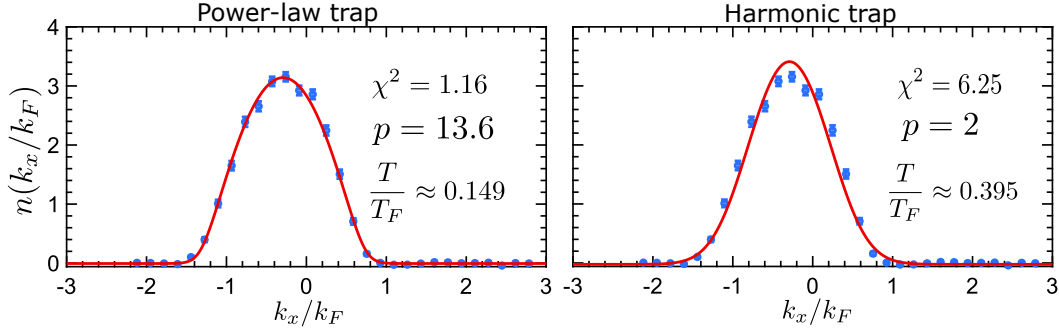 Power-law trap
4
3
2
1
0
n(k_x/k_F)
χ² = 1.16
p = 13.6
T/T_F ≈ 0.149
-3 -2 -1 0 1 2 3
k_x/k_F
Harmonic trap
χ² = 6.25
p = 2
T/T_F ≈ 0.395
-3 -2 -1 0 1 2 3
k_x/k_F